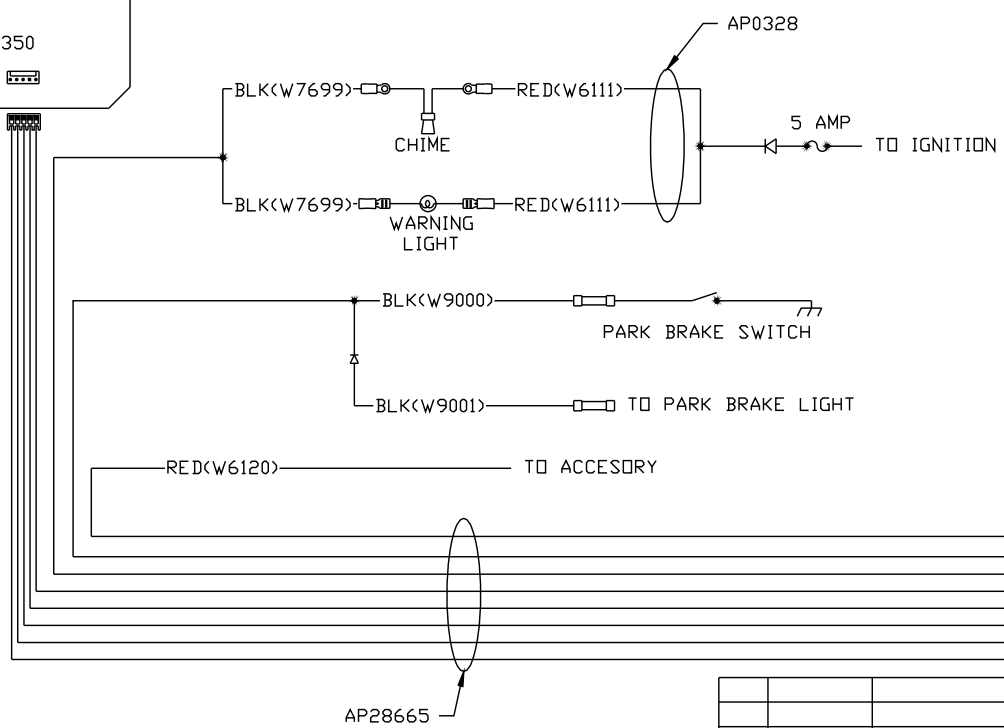 AP0328
350
BLK(W7699)
RED(W6111)
5 AMP
CHIME
TO IGNITION
BLK(W7699)
RED(W6111)
WARNING
LIGHT
BLK(W9000)
PARK BRAKE SWITCH
BLK(W9001)
TO PARK BRAKE LIGHT
RED(W6120)
TO ACCESORY
AP28665